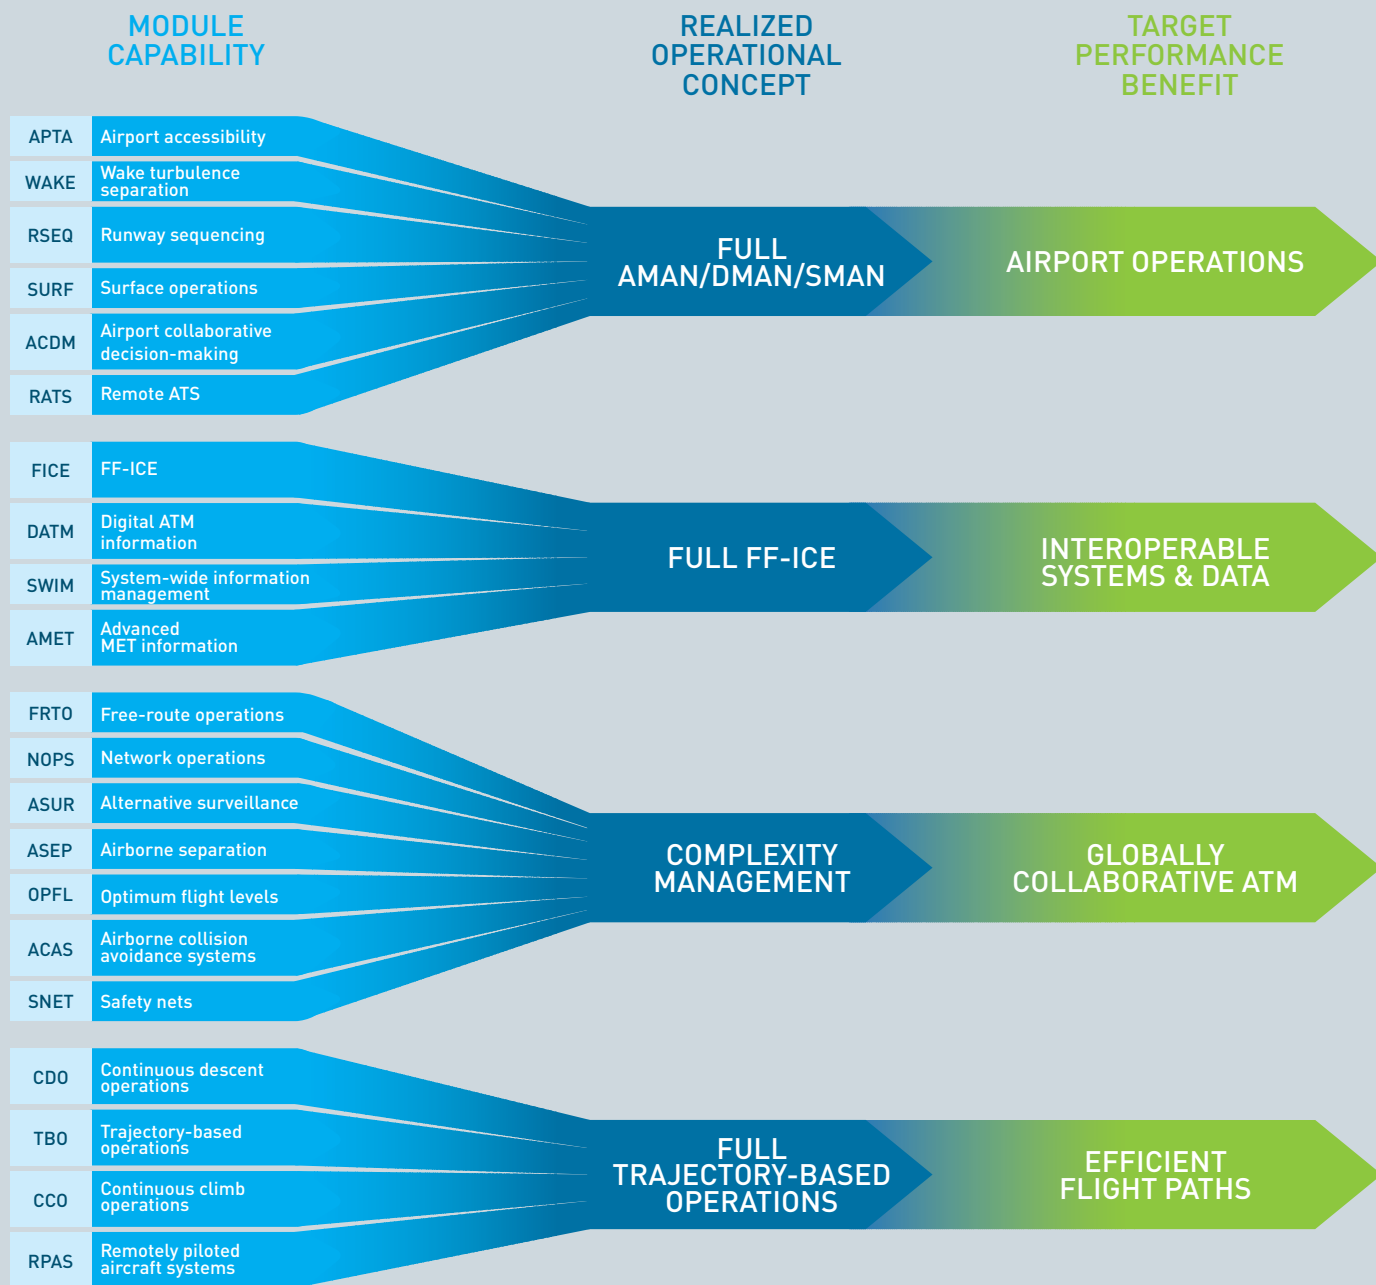 MODULE
CAPABILITY
REALIZED
OPERATIONAL
CONCEPT
TARGET
PERFORMANCE
BENEFIT
APTA
Airport accessibility
WAKE
Wake turbulence
separation
RSEQ
Runway sequencing
SURF
Surface operations
ACDM
Airport collaborative
decision-making
RATS
Remote ATS
FULL
AMAN/DMAN/SMAN
AIRPORT OPERATIONS
FICE
FF-ICE
DATM
Digital ATM
information
SWIM
System-wide information
management
AMET
Advanced
MET information
FULL FF-ICE
INTEROPERABLE
SYSTEMS & DATA
FRTO
Free-route operations
NOPS
Network operations
ASUR
Alternative surveillance
ASEP
Airborne separation
OPFL
Optimum flight levels
ACAS
Airborne collision
avoidance systems
SNET
Safety nets
COMPLEXITY
MANAGEMENT
GLOBALLY
COLLABORATIVE ATM
CDO
Continuous descent
operations
TBO
Trajectory-based
operations
CCO
Continuous climb
operations
RPAS
Remotely piloted
aircraft systems
FULL
TRAJECTORY-BASED
OPERATIONS
EFFICIENT
FLIGHT PATHS